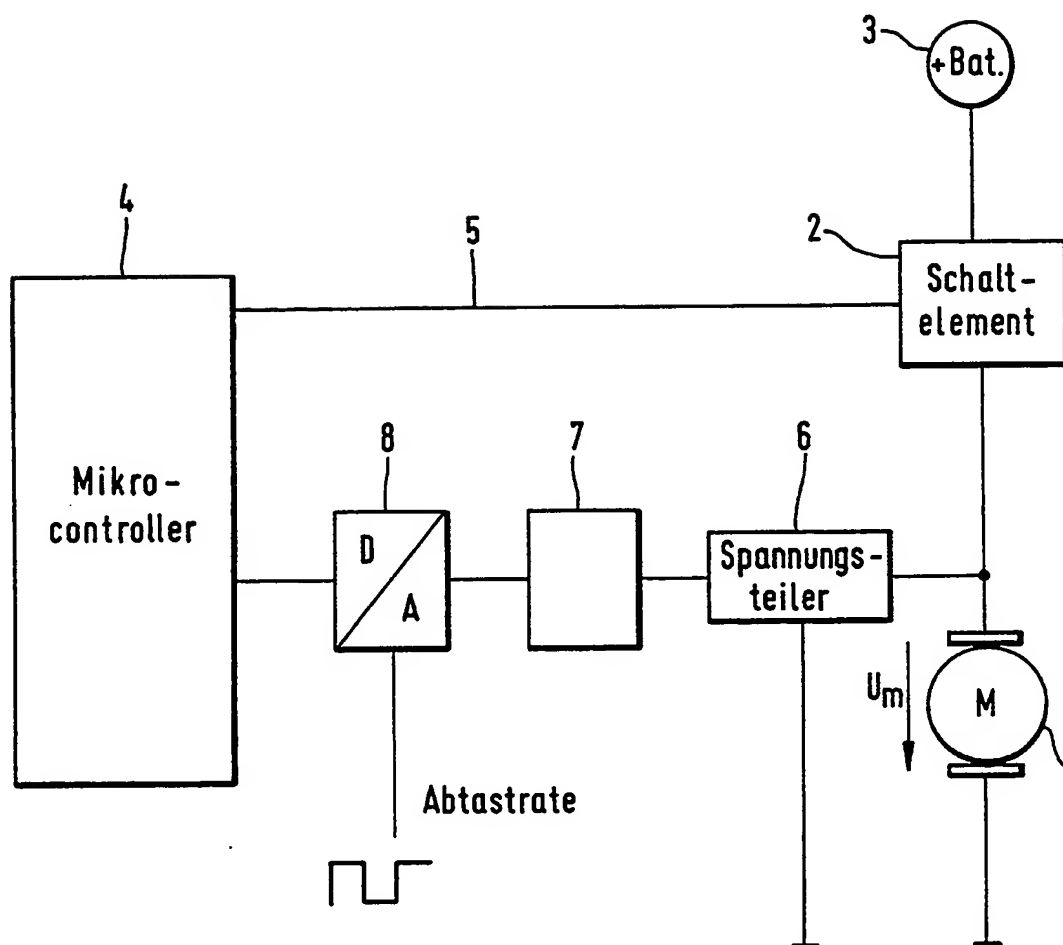 3
+Bat.
4
5
2
Schalt-
element
8
7
6
Mikro-
controller
D
A
Spannungs-
teiler
Um
M
Abtastrate